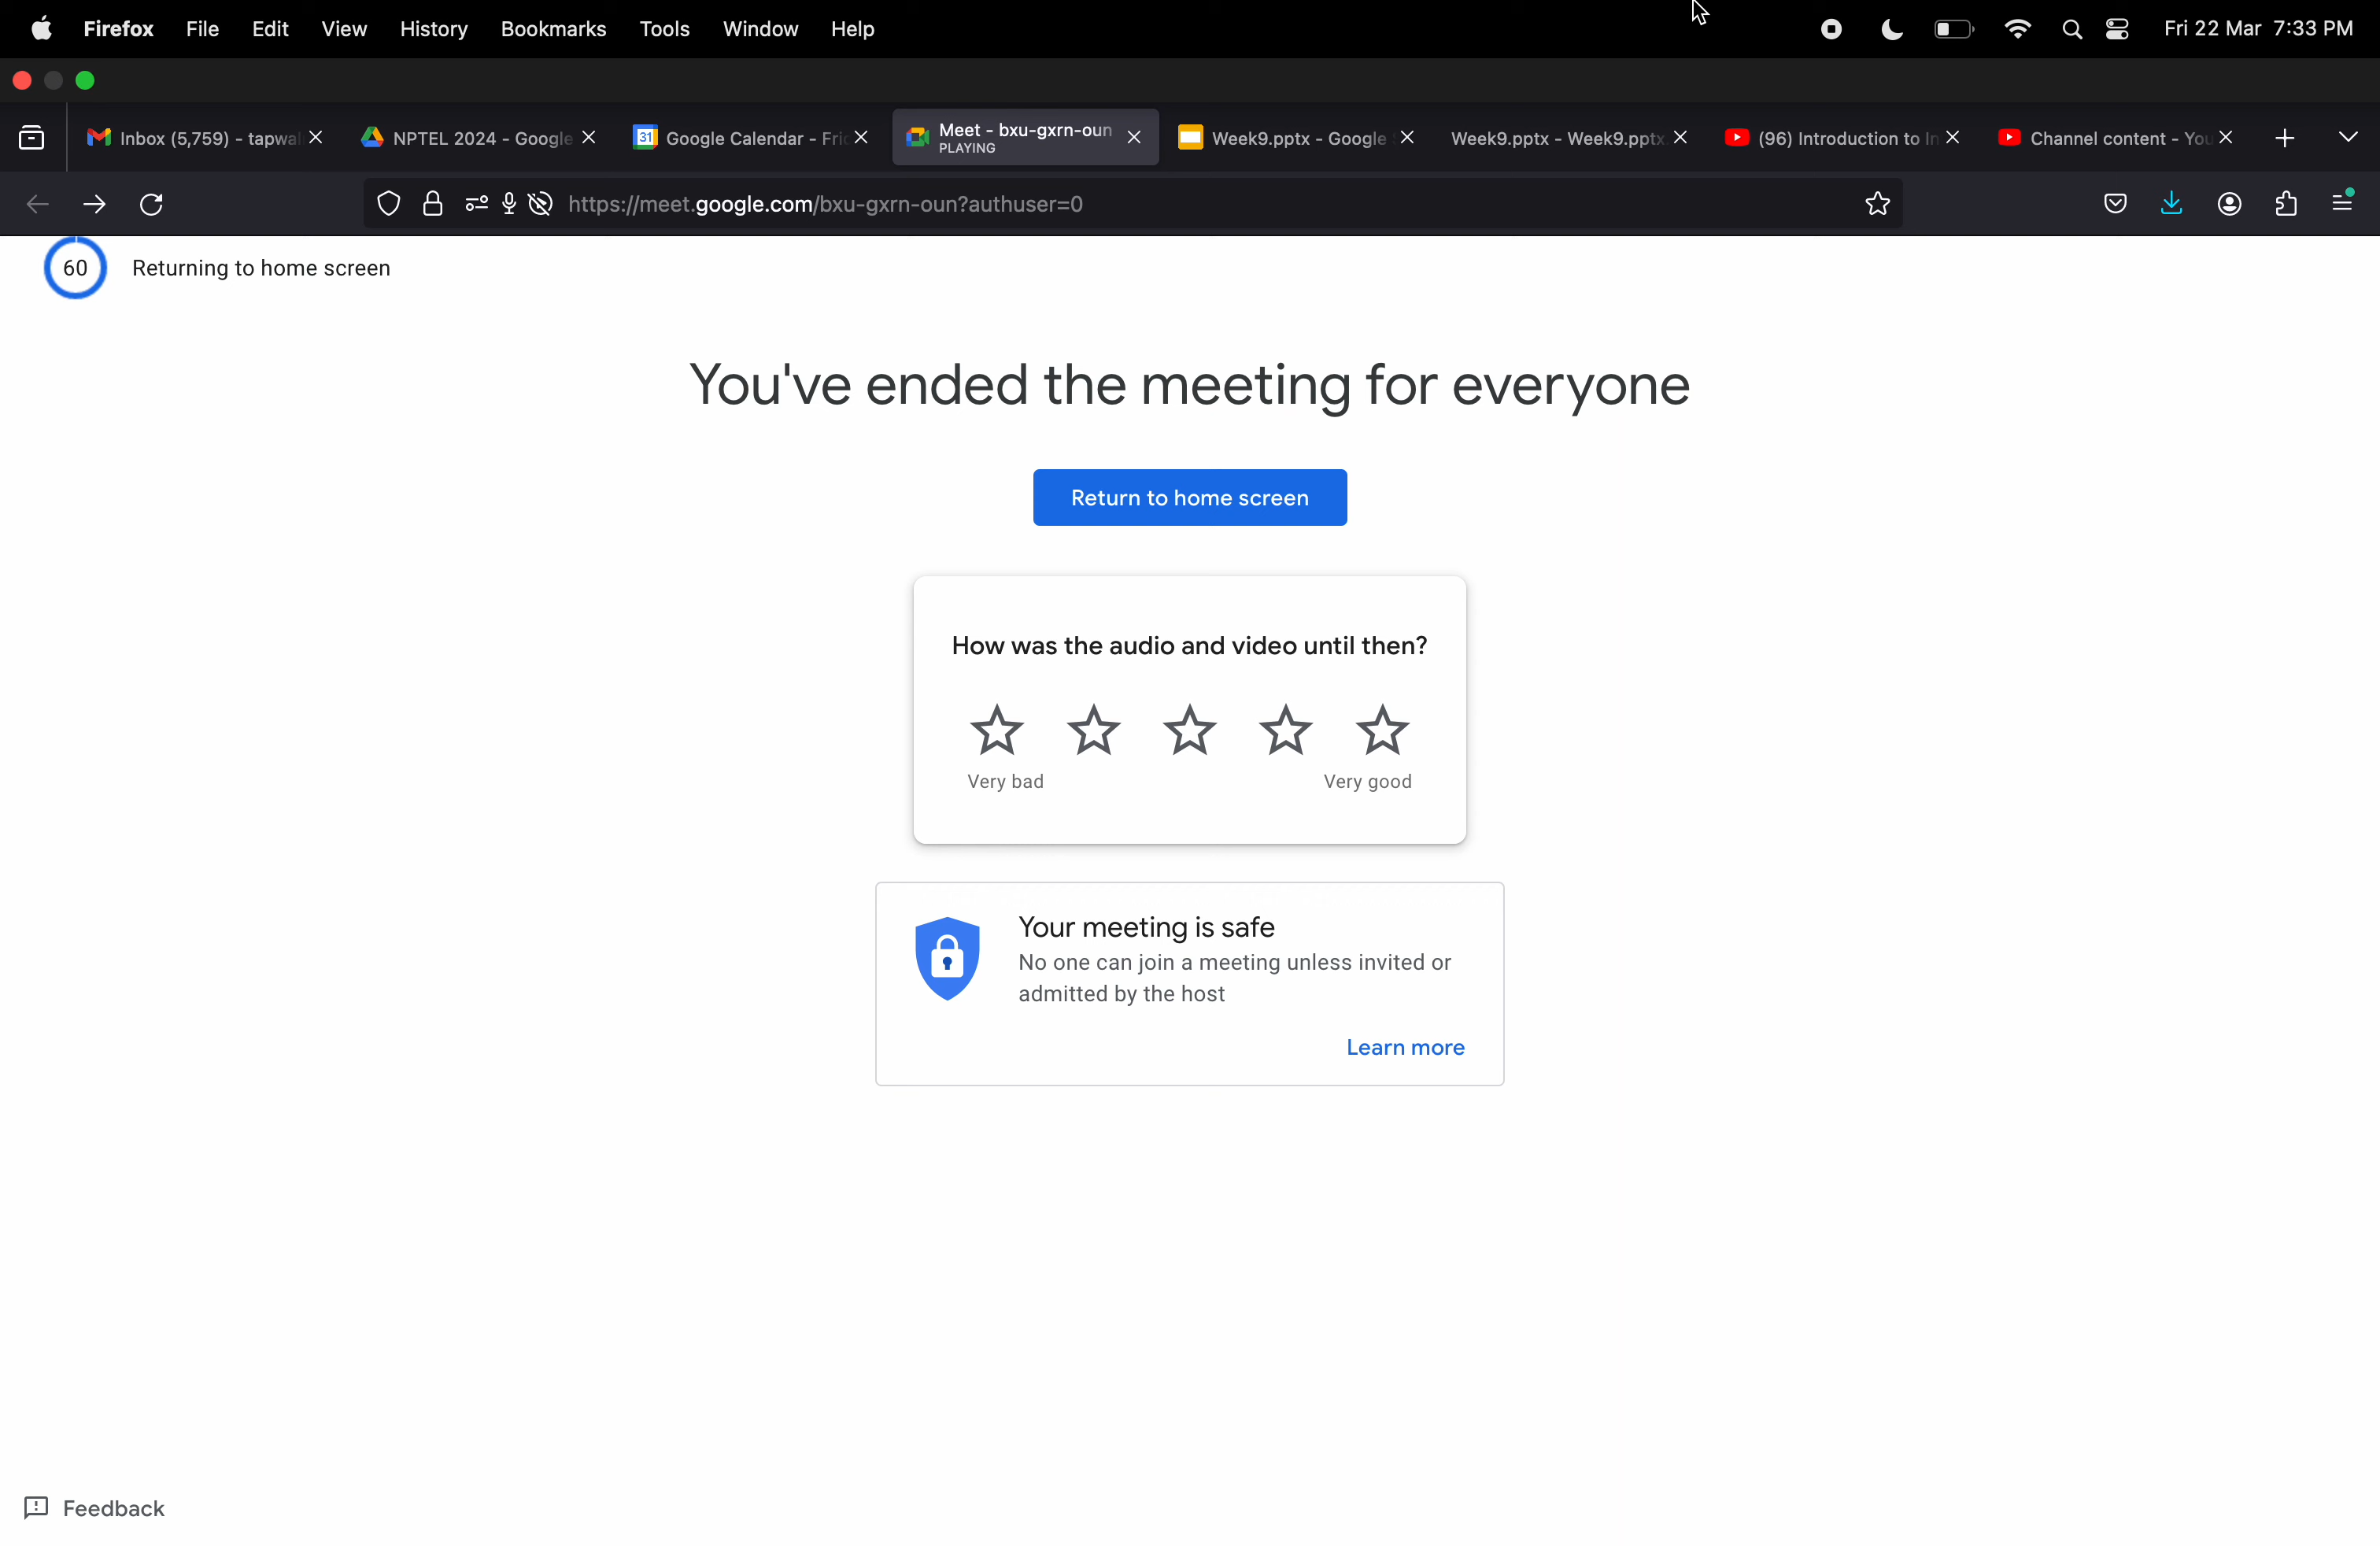 Firefox File Edit View History Bookmarks Tools Window Help Fri 22 Mar 7:33 PM
Inbox (5,759) - tapwal NPTEL 2024 - Google 31 Google Calendar - Fri Meet - bxu-gxrn-oun Week9.pptx - Google Week9.pptx - Week9.pptx (96) Introduction to In Channel content - You
PLAYING
https://meet.google.com/bxu-gxrn-oun?authuser=0
60 Returning to home screen
You've ended the meeting for everyone
Return to home screen
How was the audio and video until then?
Very bad Very good
Your meeting is safe
No one can join a meeting unless invited or
admitted by the host
Learn more
Feedback